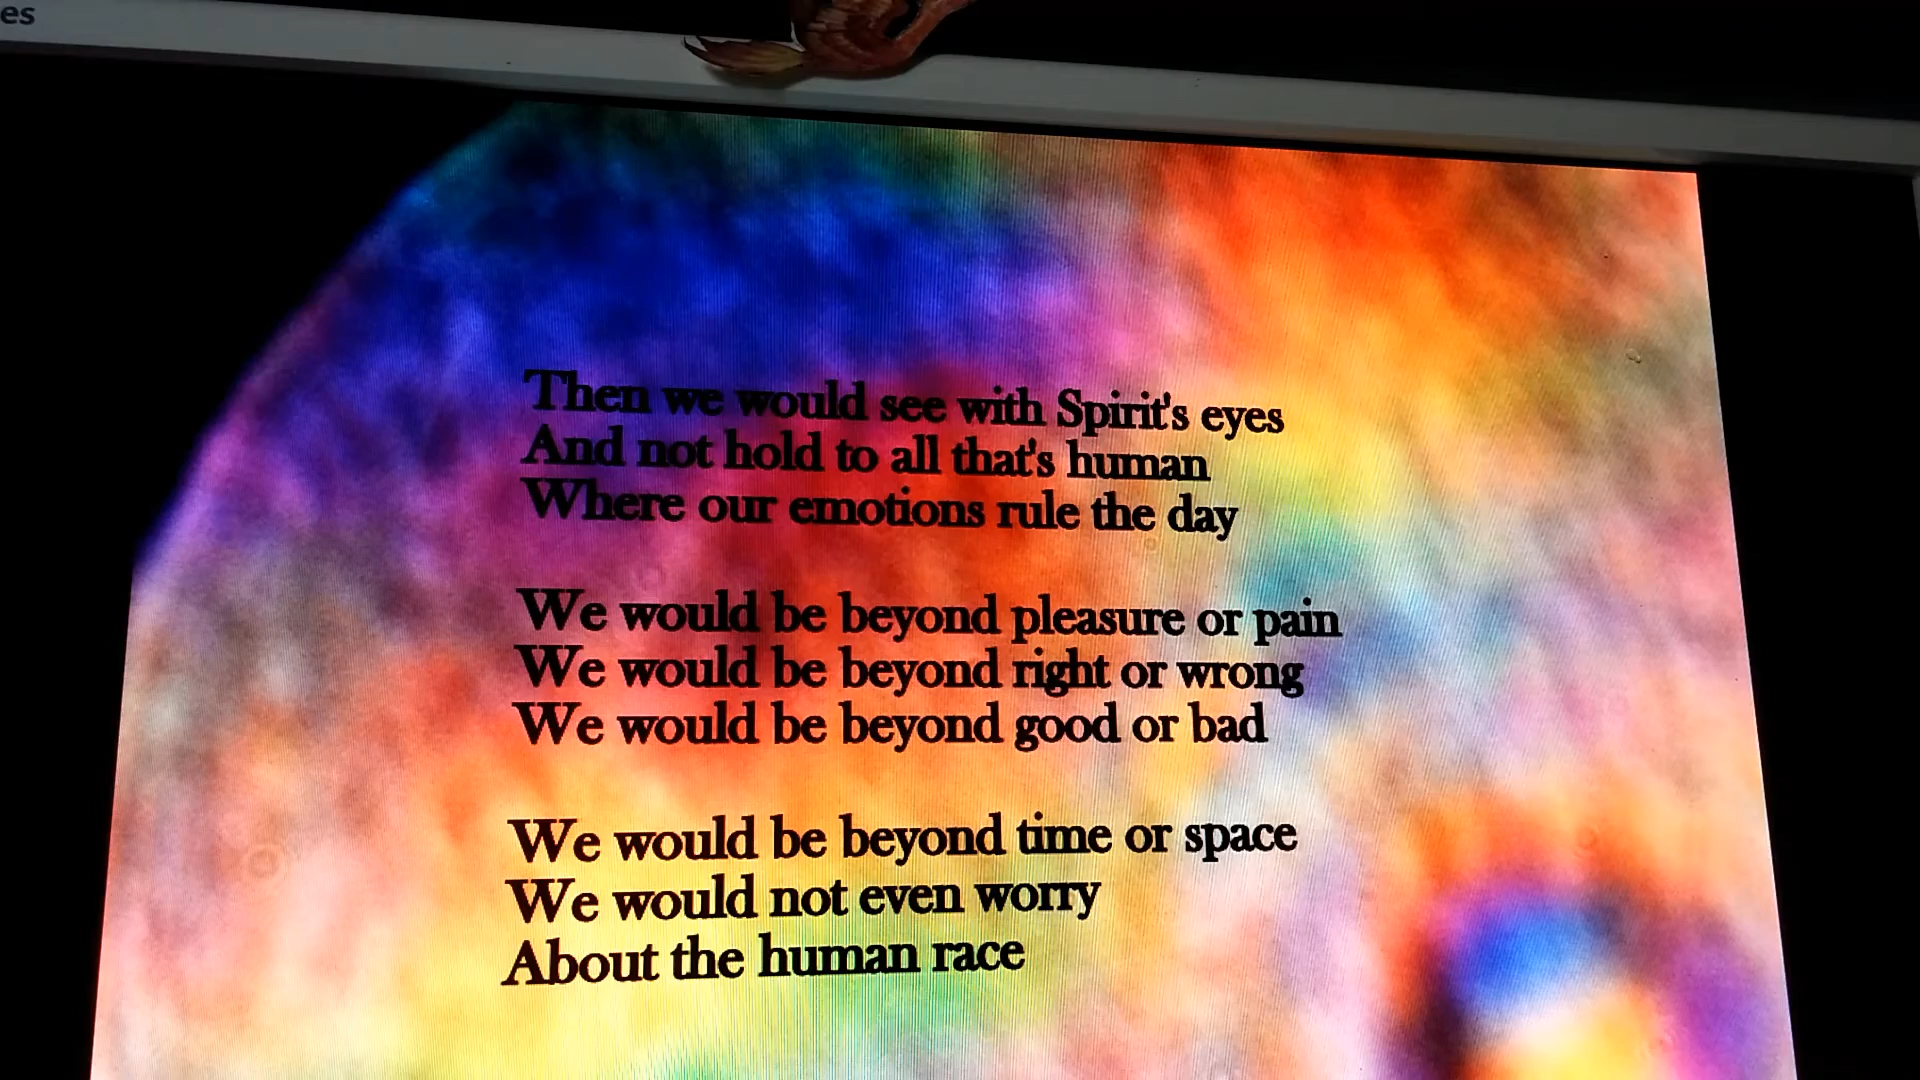 es
Then we would see with Spirit's eyes
And not hold to all that's human
Where our emotions rule the day
We would be beyond pleasure or pain
We would be beyond right or wrong
We would be beyond good or bad
We would be beyond time or space
We would not even worry
About the human race